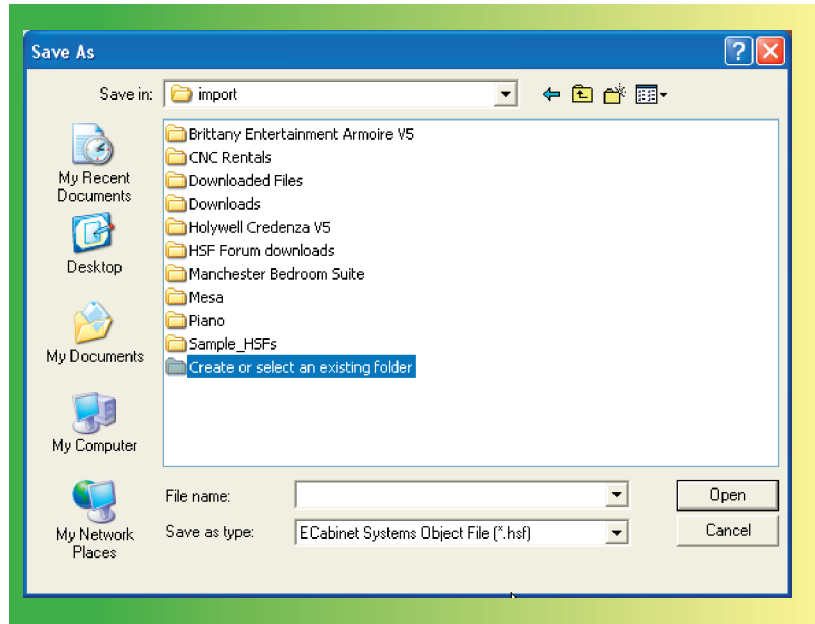 Save As
Save in:
import
My Recent
Documents
Desktop
My Documents
My Computer
My Network
Places
Brittany Entertainment Armoire V5
CNC Rentals
Downloaded Files
Downloads
Holywell Credenza V5
HSF Forum downloads
Manchester Bedroom Suite
Mesa
Piano
Sample_HSFs
Create or select an existing folder
File name:
Open
Save as type:
ECabinet Systems Object File (*.hsf)
Cancel